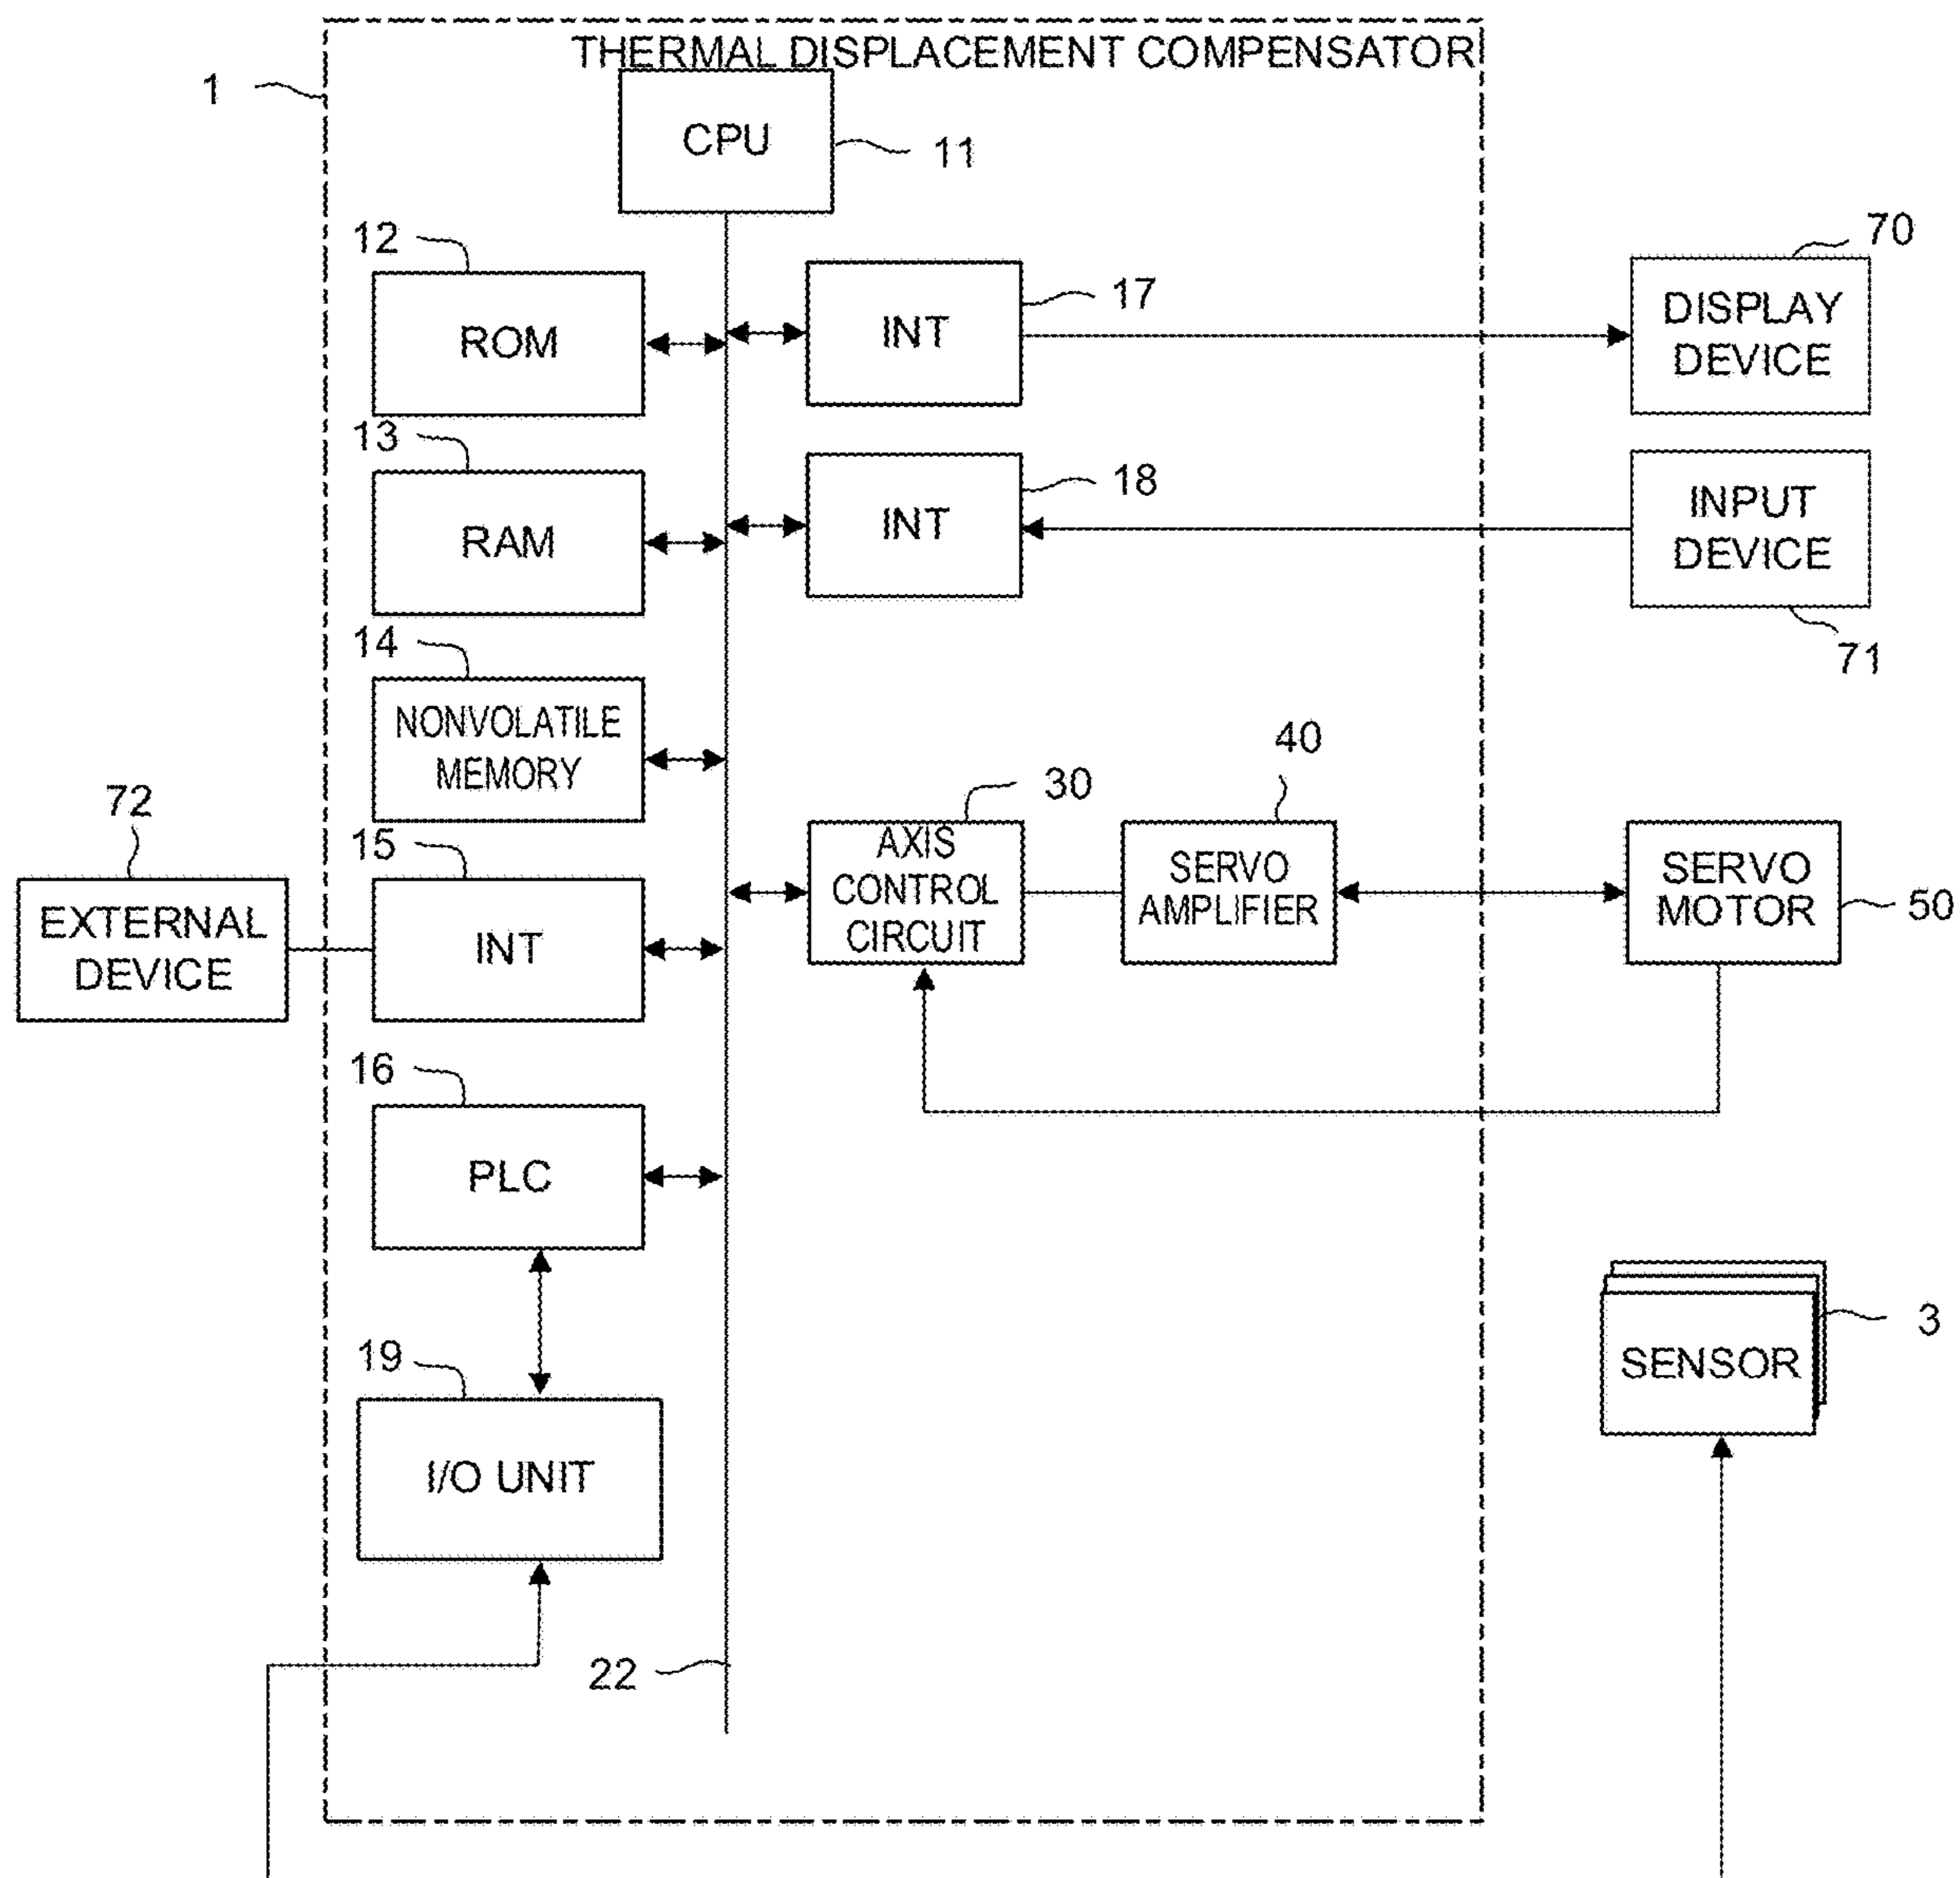 THERMAL DISPLACEMENT COMPENSATOR
1
CPU
11
12
ROM
17
INT
70
DISPLAY
DEVICE
13
RAM
18
INT
INPUT
DEVICE
71
14
NONVOLATILE
MEMORY
72
EXTERNAL
DEVICE
15
INT
30
AXIS
CONTROL
CIRCUIT
40
SERVO
AMPLIFIER
SERVO
MOTOR
50
16
PLC
19
I/O UNIT
3
SENSOR
22